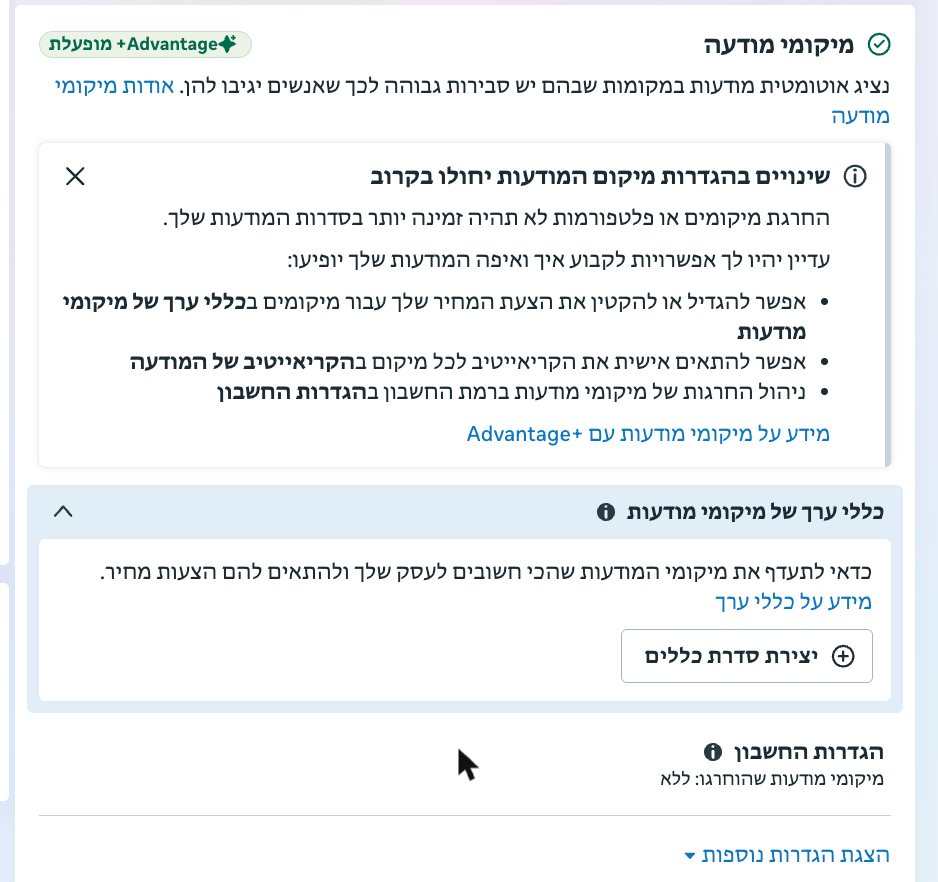 מיקומי מודעה
Advantage+ מופעלת
נציג אוטומטית מודעות במקומות שבהם יש סבירות גבוהה לכך שאנשים יגיבו להן. אודות מיקומי
מודעה
שינויים בהגדרות מיקום המודעות יחולו בקרוב
החרגת מיקומים או פלטפורמות לא תהיה זמינה יותר בסדרות המודעות שלך.
עדיין יהיו לך אפשרויות לקבוע איך ואיפה המודעות שלך יופיעו:
• אפשר להגדיל או להקטין את הצעת המחיר שלך עבור מיקומים בכללי ערך של מיקומי
מודעות
• אפשר להתאים אישית את הקריאייטיב לכל מיקום בהקריאייטיב של המודעה
• ניהול החרגות של מיקומי מודעות ברמת החשבון בהגדרות החשבון
מידע על מיקומי מודעות עם Advantage+
כללי ערך של מיקומי מודעות
כדאי לתעדף את מיקומי המודעות שהכי חשובים לעסק שלך ולהתאים להם הצעות מחיר.
מידע על כללי ערך
יצירת סדרת כללים
הגדרות החשבון
מיקומי מודעות שהוחרגו: ללא
הצגת הגדרות נוספות